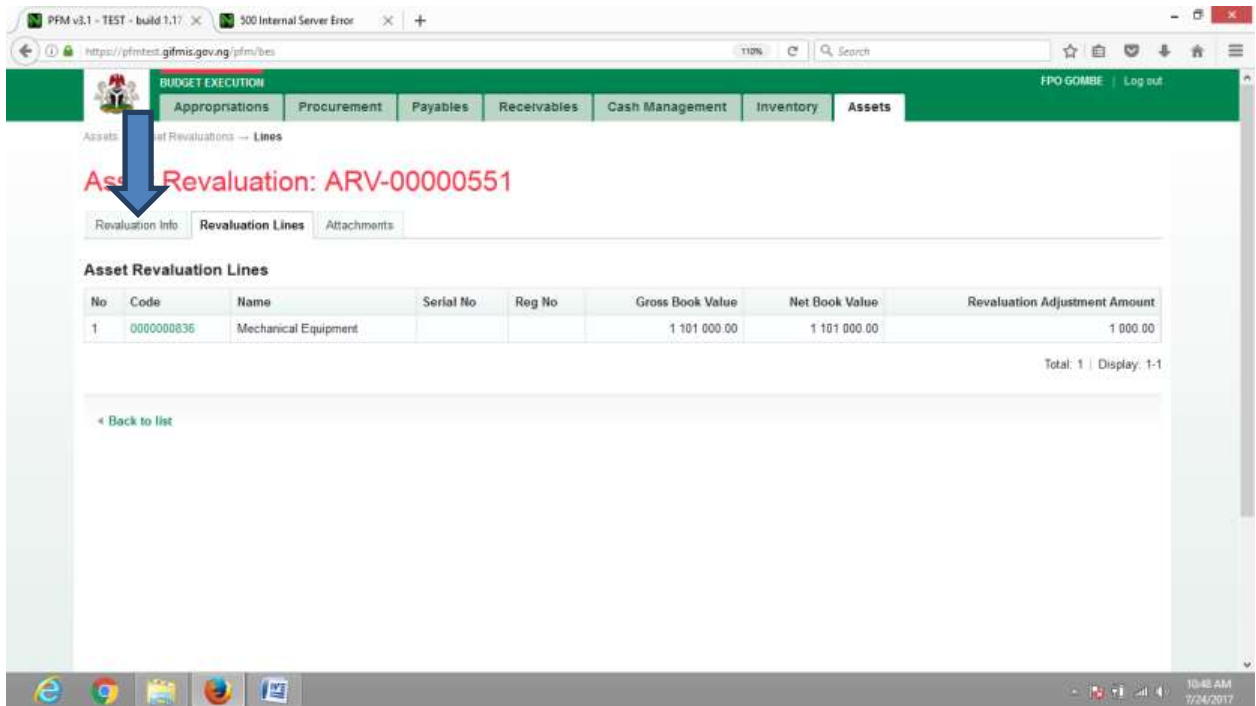 PFM v3.1 - TEST - build 1.17
500 Internal Server Error
https://pfmtest.gifmis.gov.ng/pfm/bes
110%
Search
BUDGET EXECUTION
FPO GOMBE | Log out
Appropriations Procurement Payables Receivables Cash Management Inventory Assets
Assets Revaluations → Lines
Revaluation: ARV-00000551
Revaluation Info Revaluation Lines Attachments
Asset Revaluation Lines
No Code Name Serial No Reg No Gross Book Value Net Book Value Revaluation Adjustment Amount
1 0000000836 Mechanical Equipment 1 101 000.00 1 101 000.00 1 000.00
Total: 1 | Display: 1-1
Back to list
10:48 AM
7/24/2017